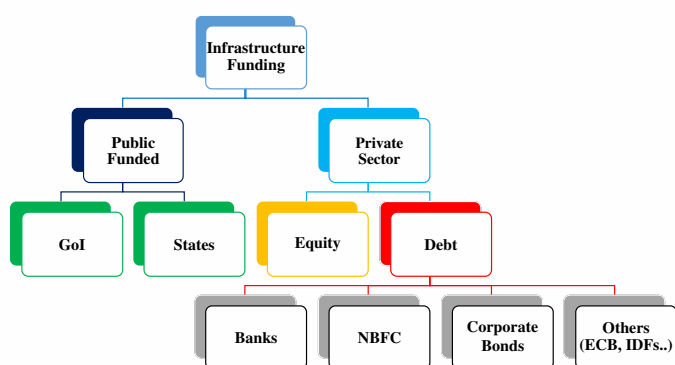 Infrastructure
Funding
Public
Funded
Private
Sector
GoI
States
Equity
Debt
Banks
NBFC
Corporate
Bonds
Others
(ECB, IDFs..)